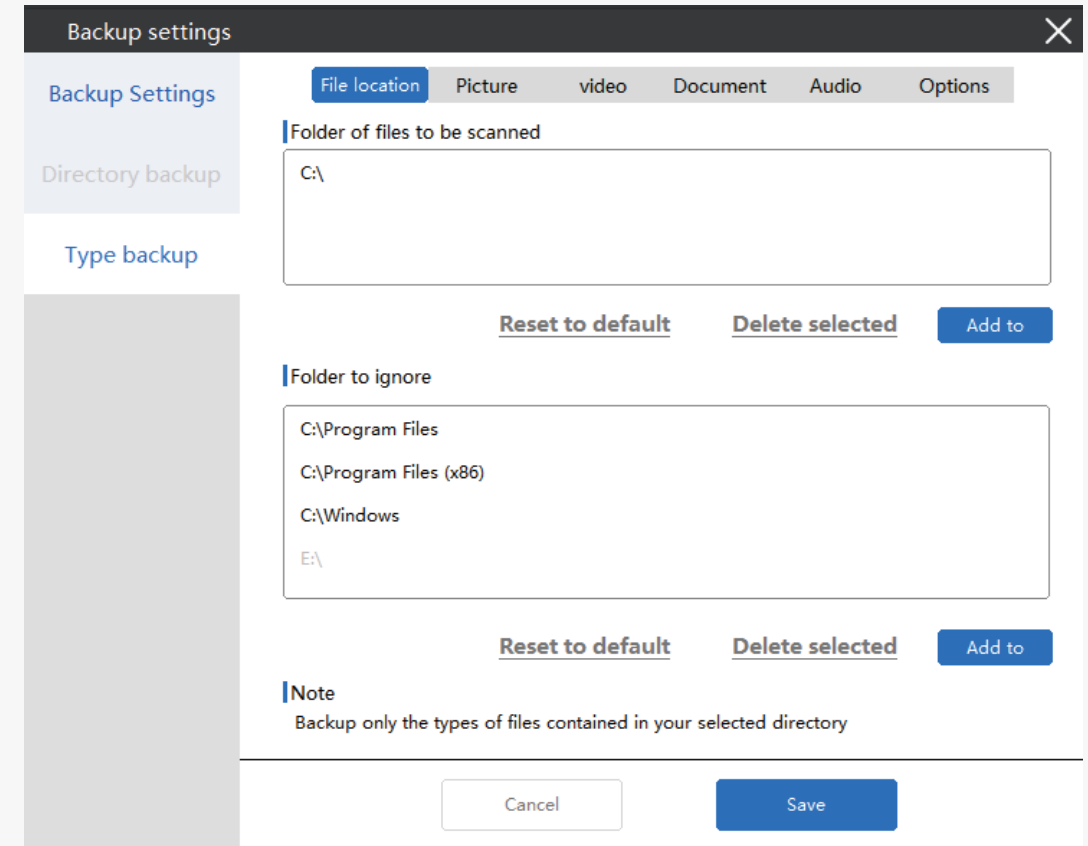 Backup settings
Backup Settings
Directory backup
Type backup
File location Picture video Document Audio Options
Folder of files to be scanned
C:\
Reset to default Delete selected Add to
Folder to ignore
C:\Program Files
C:\Program Files (x86)
C:\Windows
E:\
Reset to default Delete selected Add to
Note
Backup only the types of files contained in your selected directory
Cancel Save